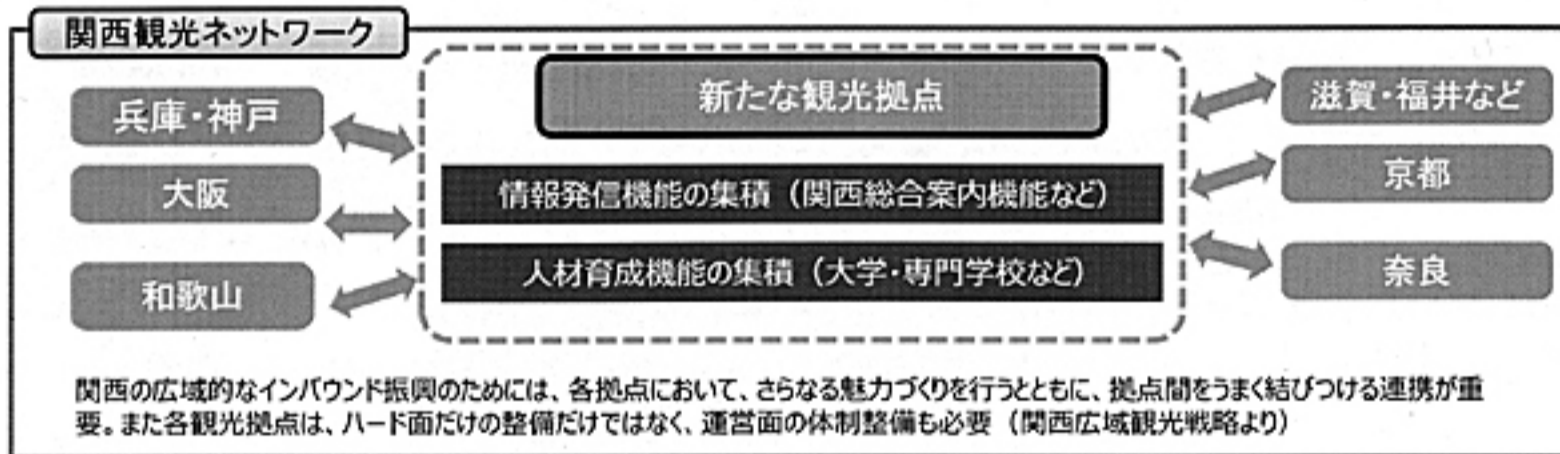 関西観光ネットワーク
新たな観光拠点
兵庫・神戸
大阪
和歌山
情報発信機能の集積（関西総合案内機能など）
人材育成機能の集積（大学・専門学校など）
滋賀・福井など
京都
奈良
関西の広域的なインバウンド振興のためには、各拠点において、さらなる魅力づくりを行うとともに、拠点間をうまく結びつける連携が重
要。また各観光拠点は、ハード面だけの整備だけではなく、運営面の体制整備も必要（関西広域観光戦略より）